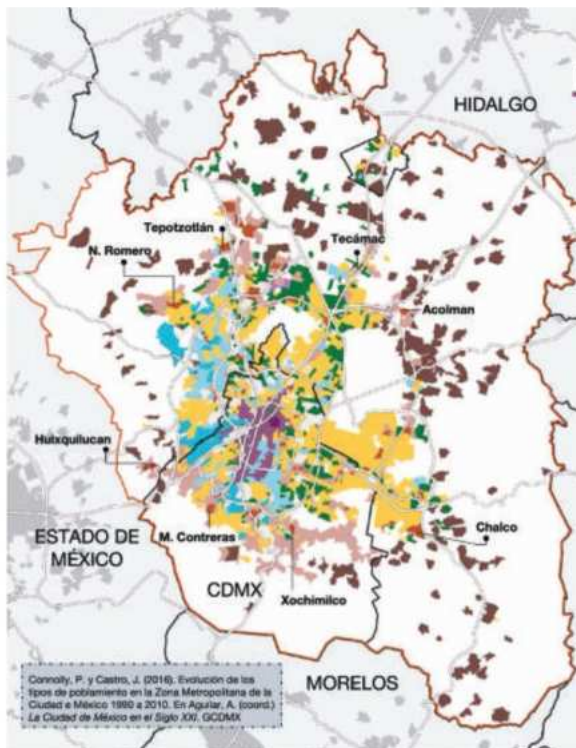 HIDALGO
Tepotzotlán
Tecámac
N. Romero
Acolman
Huixquilucan
ESTADO DE
MÉXICO
M. Contreras
Chalco
CDMX
Xochimilco
MORELOS
Connolly, P. y Castro, J. (2016). Evolución de los
tipos de poblamiento en la Zona Metropolitana de la
Ciudad e México 1990 a 2010. En Aguilar, A. (coord.)
La Ciudad de México en el Siglo XXI. GCDMX